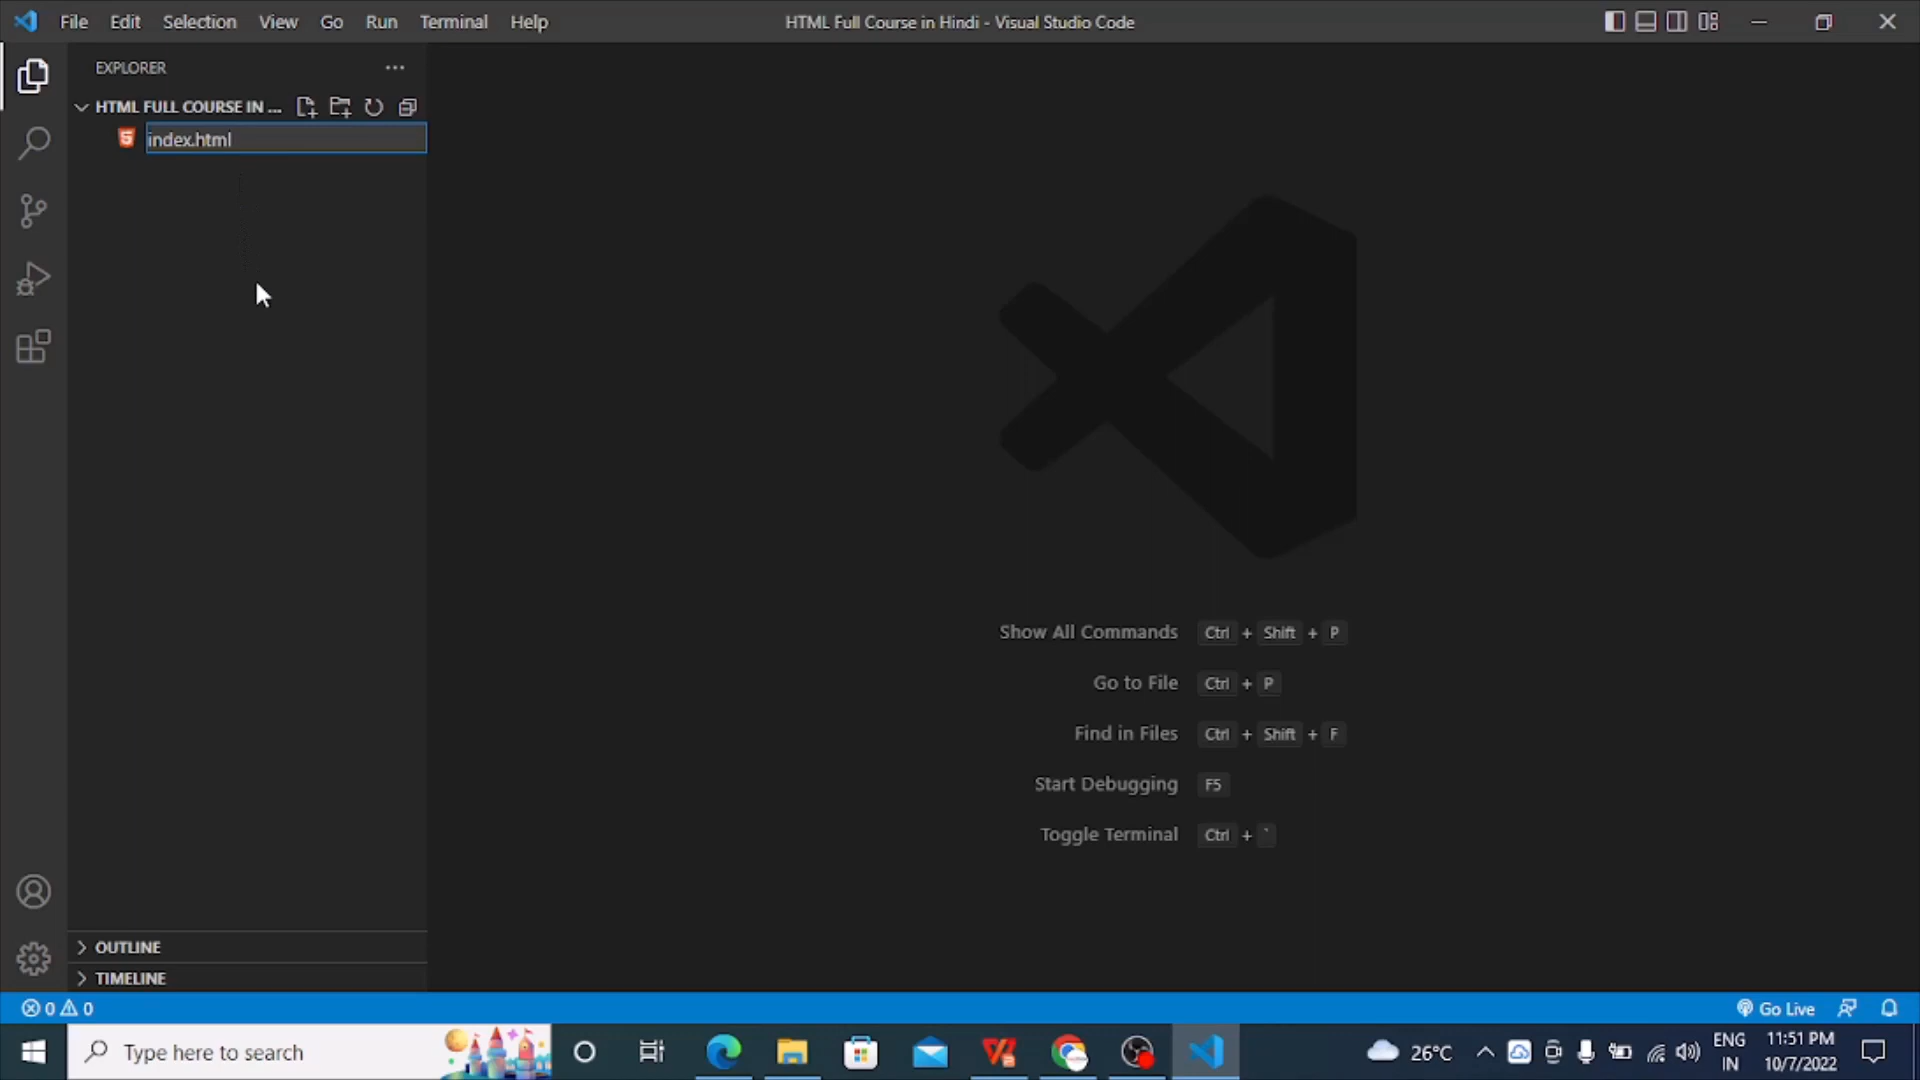 File Edit Selection View Go Run Terminal Help
HTML Full Course in Hindi - Visual Studio Code
EXPLORER
HTML FULL COURSE IN ...
index.html
Show All Commands Ctrl + Shift + P
Go to File Ctrl + P
Find in Files Ctrl + Shift + F
Start Debugging F5
Toggle Terminal Ctrl + `
OUTLINE
TIMELINE
0 0
Go Live
Type here to search
26°C
ENG
IN
11:51 PM
10/7/2022